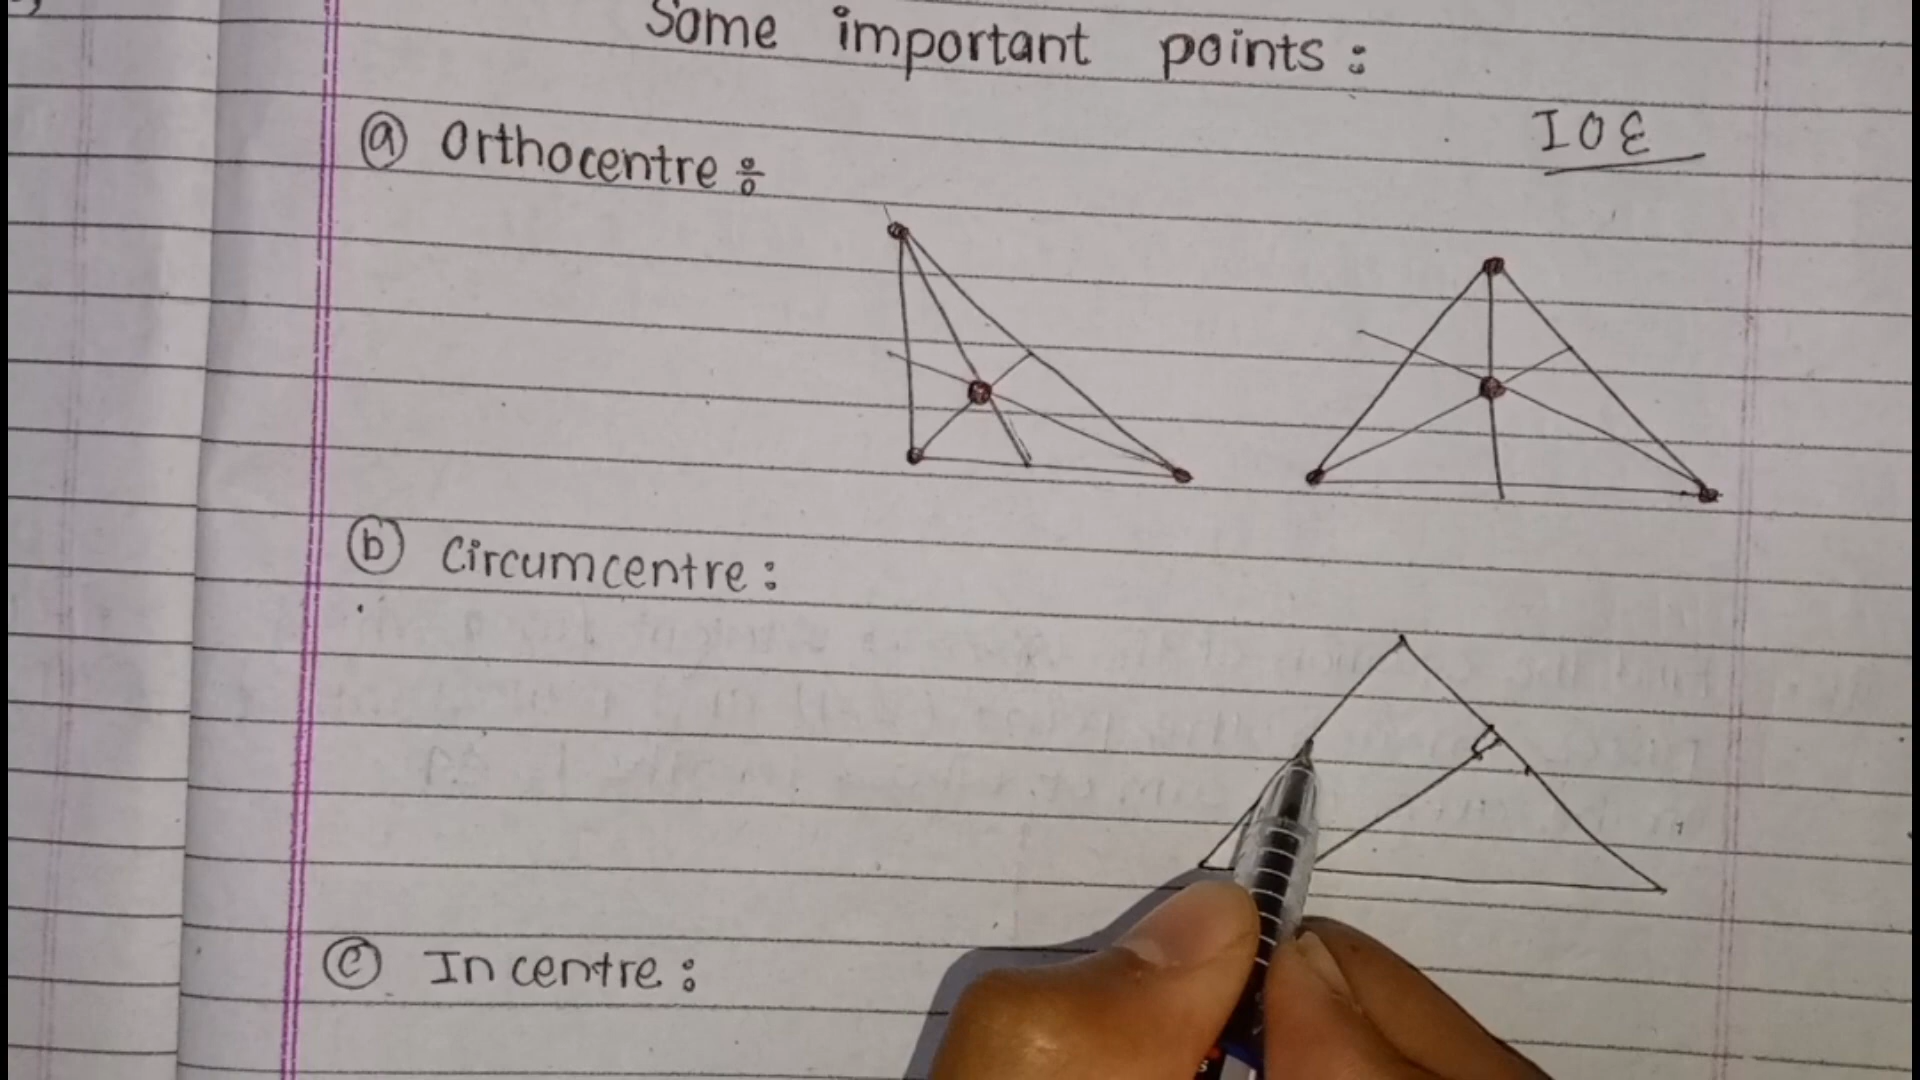 Some important points:
IOE
(a) Orthocentre ÷
(b) Circumcentre:
(c) In centre: